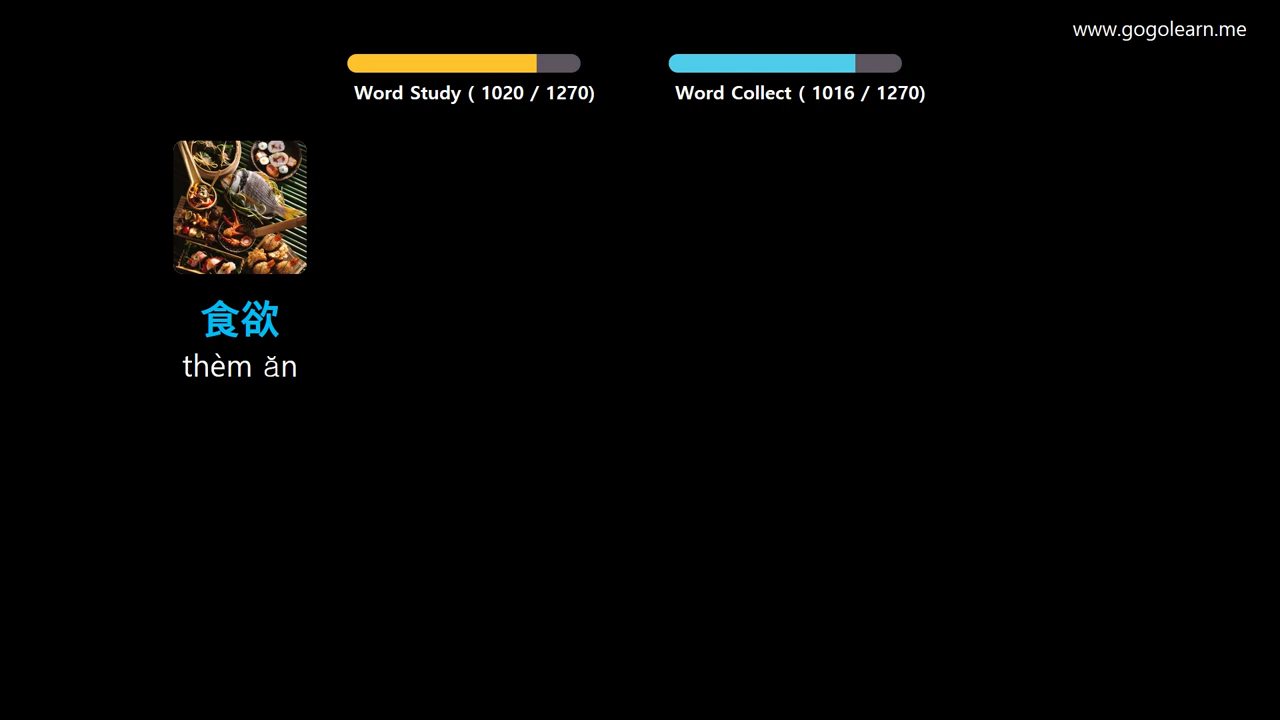 www.gogolearn.me
Word Study ( 1020 / 1270)
Word Collect ( 1016 / 1270)
食欲
thèm ăn